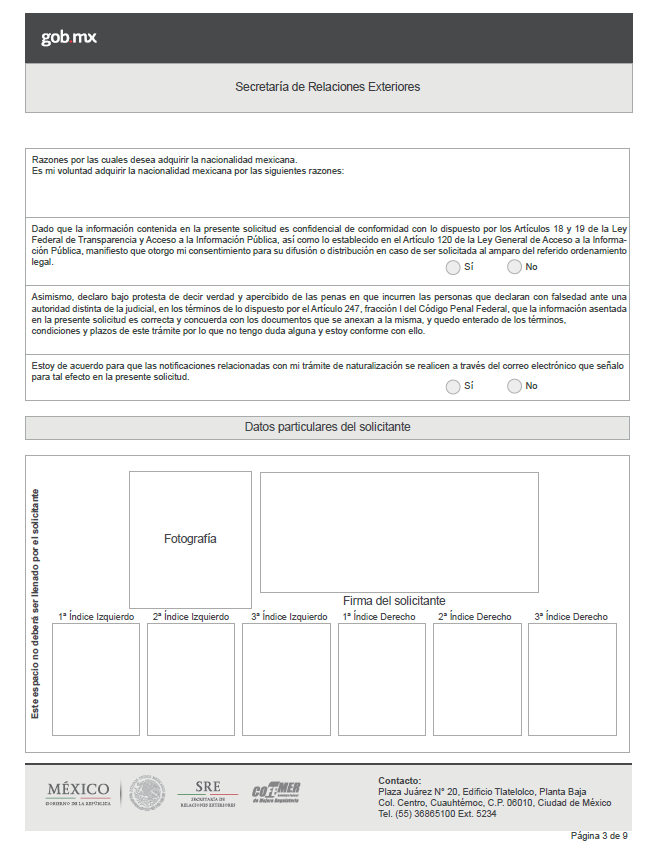 gob.mx
Secretaría de Relaciones Exteriores
Razones por las cuales desea adquirir la nacionalidad mexicana.
Es mi voluntad adquirir la nacionalidad mexicana por las siguientes razones:
Dado que la información contenida en la presente solicitud es confidencial de conformidad con lo dispuesto por los Artículos 18 y 19 de la Ley
Federal de Transparencia y Acceso a la Información Pública, así como lo establecido en el Artículo 120 de la Ley General de Acceso a la Informa-
ción Pública, manifiesto que otorgo mi consentimiento para su difusión o distribución en caso de ser solicitada al amparo del referido ordenamiento
legal.
Sí No
Asimismo, declaro bajo protesta de decir verdad y apercibido de las penas en que incurren las personas que declaran con falsedad ante una
autoridad distinta de la judicial, en los términos de lo dispuesto por el Artículo 247, fracción I del Código Penal Federal, que la información asentada
en la presente solicitud es correcta y concuerda con los documentos que se anexan a la misma, y quedo enterado de los términos,
condiciones y plazos de este trámite por lo que no tengo duda alguna y estoy conforme con ello.
Estoy de acuerdo para que las notificaciones relacionadas con mi trámite de naturalización se realicen a través del correo electrónico que señalo
para tal efecto en la presente solicitud.
Sí No
Datos particulares del solicitante
Este espacio no deberá ser llenado por el solicitante
Fotografía
Firma del solicitante
1ª Índice Izquierdo 2ª Índice Izquierdo 3ª Índice Izquierdo 1ª Índice Derecho 2ª Índice Derecho 3ª Índice Derecho
MÉXICO
GOBIERNO DE LA REPÚBLICA
SRE
SECRETARÍA DE
RELACIONES EXTERIORES
COFEMER
de Mejora Regulatoria
Contacto:
Plaza Juárez N° 20, Edificio Tlatelolco, Planta Baja
Col. Centro, Cuauhtémoc, C.P. 06010, Ciudad de México
Tel. (55) 36865100 Ext. 5234
Página 3 de 9